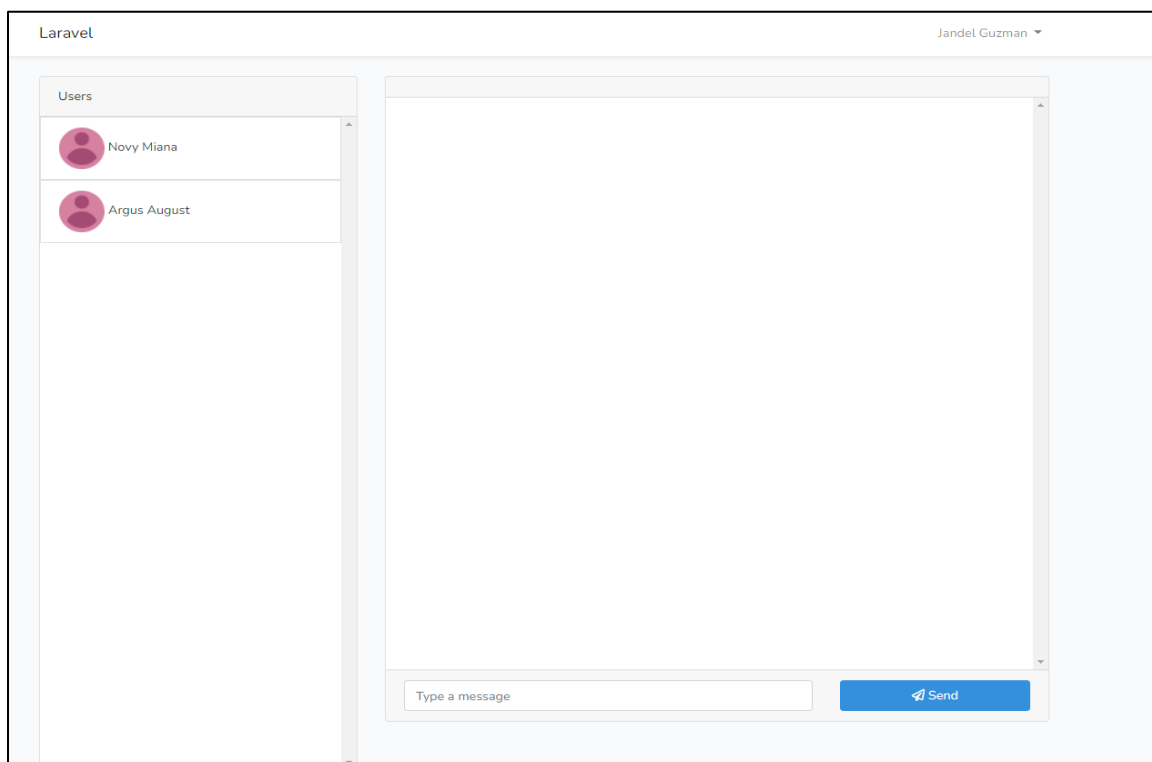 Laravel
Jandel Guzman
Users
Novy Miana
Argus August
Type a message
Send